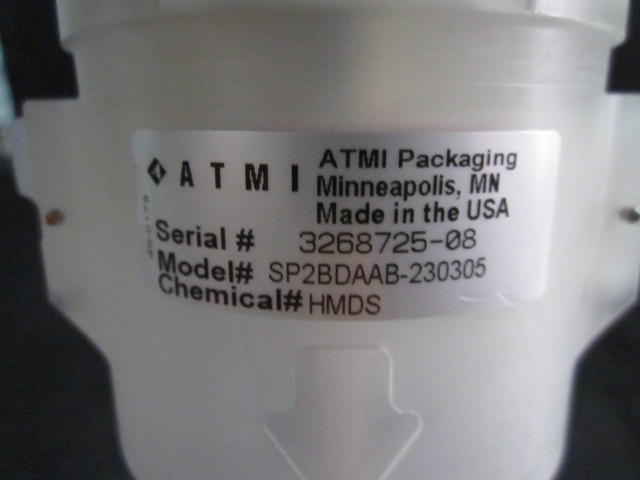 ATMI
ATMI Packaging
Minneapolis, MN
Made in the USA
Serial # 3268725-08
Model# SP2BDAAB-230305
Chemical# HMDS